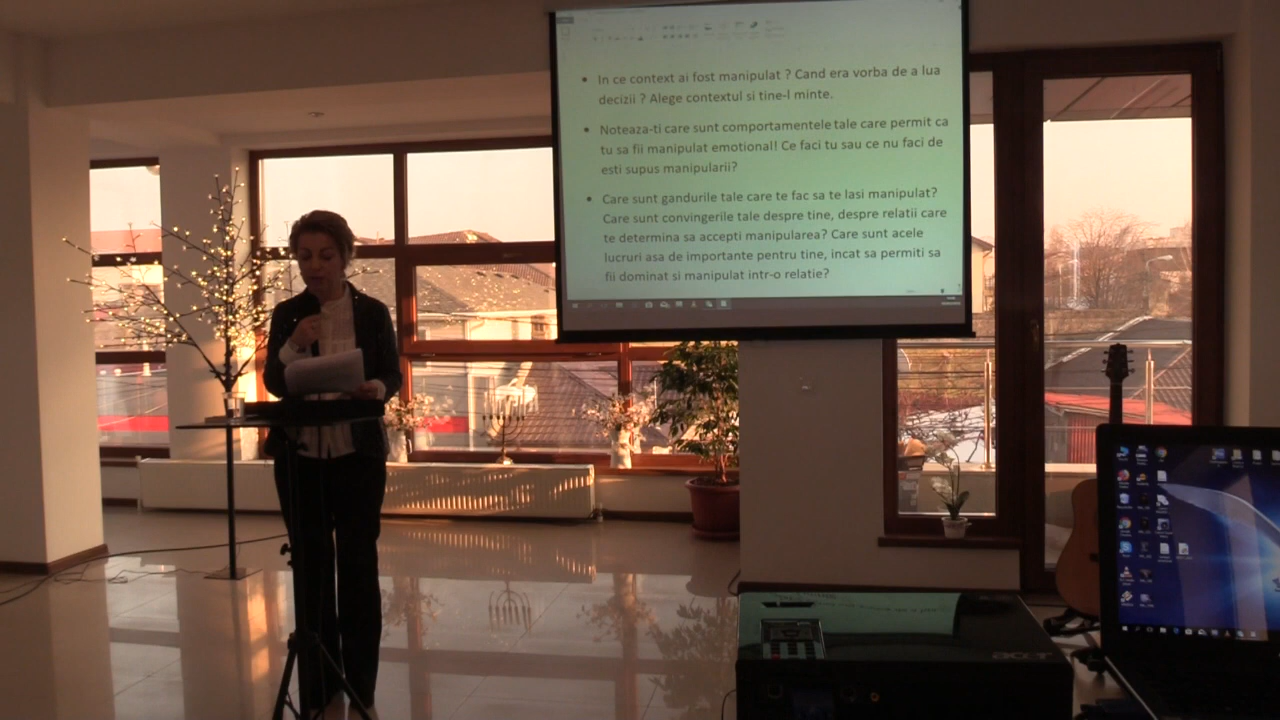 In ce context ai fost manipulat ? Cand era vorba de a lua
decizii ? Alege contextul si tine-l minte.
Noteaza-ti care sunt comportamentele tale care permit ca
tu sa fii manipulat emotional! Ce faci tu sau ce nu faci de
esti supus manipularii?
Care sunt gandurile tale care te fac sa te lasi manipulat?
Care sunt convingerile tale despre tine, despre relatii care
te determina sa accepti manipularea? Care sunt acele
lucruri asa de importante pentru tine, incat sa permiti sa
fii dominat si manipulat intr-o relatie?
acer